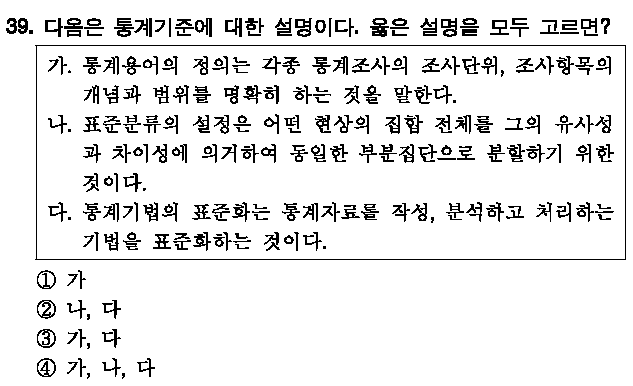 39. 다음은 통계기준에 대한 설명이다. 옳은 설명을 모두 고르면?
가. 통계용어의 정의는 각종 통계조사의 조사단위, 조사항목의
개념과 범위를 명확히 하는 것을 말한다.
나. 표준분류의 설정은 어떤 현상의 집합 전체를 그의 유사성
과 차이성에 의거하여 동일한 부분집단으로 분할하기 위한
것이다.
다. 통계기법의 표준화는 통계자료를 작성, 분석하고 처리하는
기법을 표준화하는 것이다.
① 가
② 나, 다
③ 가, 다
④ 가, 나, 다